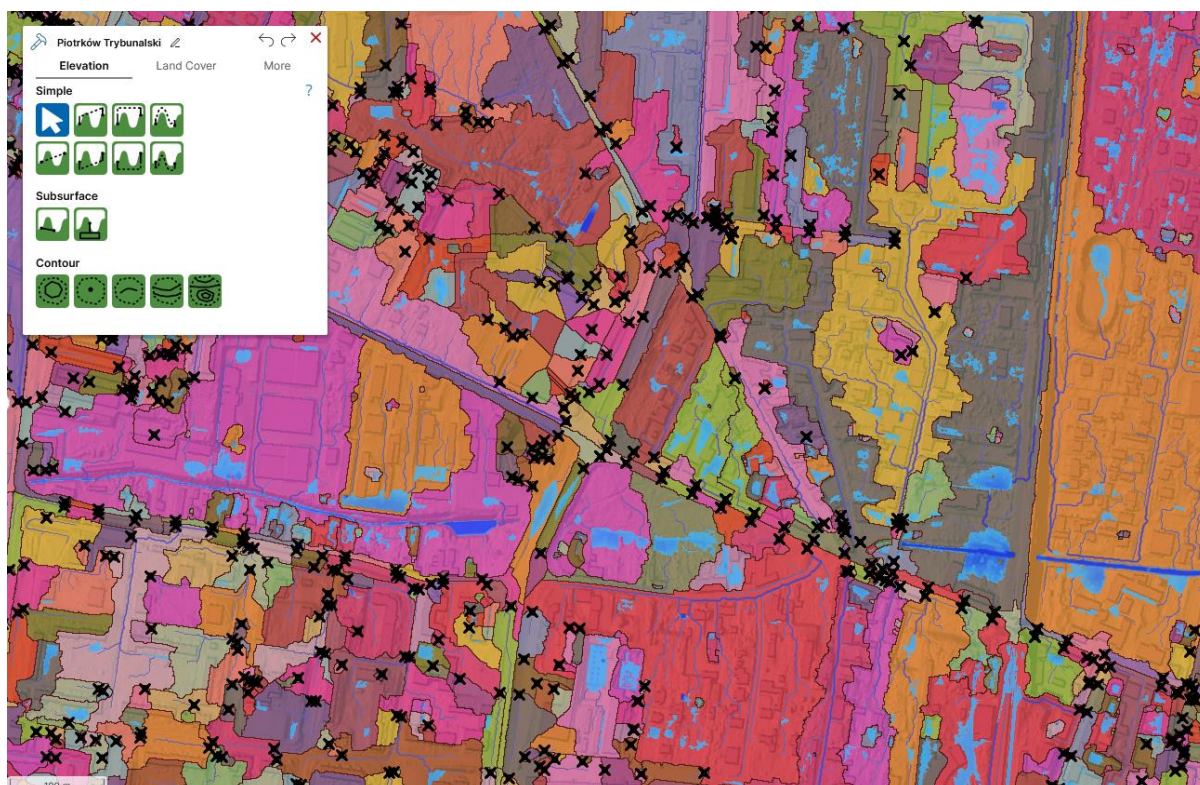 Piotrków Trybunalski
Elevation Land Cover More
Simple ?
Subsurface
Contour